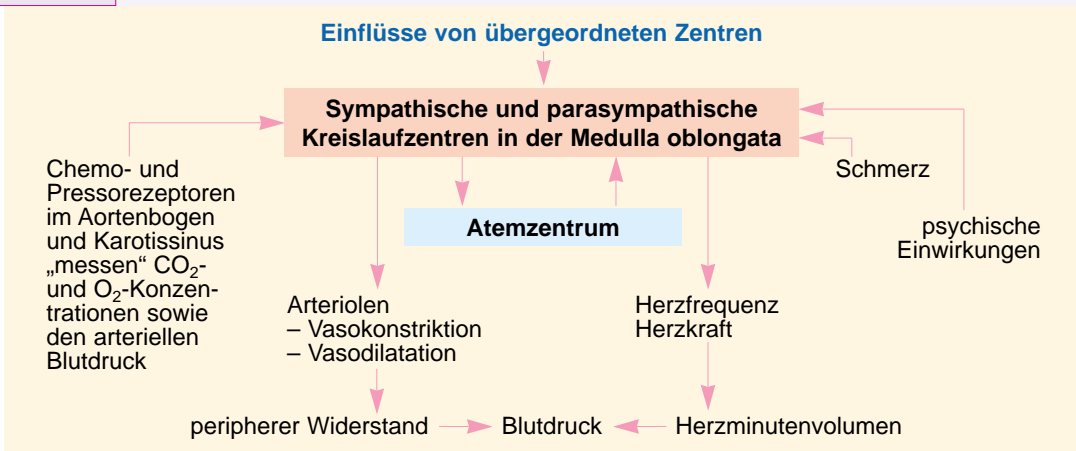 Einflüsse von übergeordneten Zentren
Sympathische und parasympathische
Kreislaufzentren in der Medulla oblongata
Chemo- und
Pressorezeptoren
im Aortenbogen
und Karotissinus
„messen“ CO₂-
und O₂-Konzen-
trationen sowie
den arteriellen
Blutdruck
Atemzentrum
Schmerz
psychische
Einwirkungen
Arteriolen
– Vasokonstriktion
– Vasodilatation
Herzfrequenz
Herzkraft
peripherer Widerstand
Blutdruck
Herzminutenvolumen